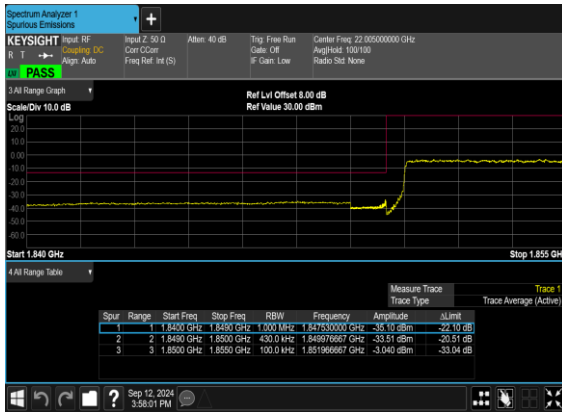 Spectrum Analyzer 1
Spurious Emissions
KEYSIGHT Input: RF Input Z: 50 Ω Atten: 40 dB Trig: Free Run Center Freq: 22.005000000 GHz
R T Coupling: DC Corr CCorr Gate: Off Avg|Hold: 100/100
Align: Auto Freq Ref: Int (S) IF Gain: Low Radio Std: None
PASS
3 All Range Graph
Ref Lvl Offset 8.00 dB
Scale/Div 10.0 dB Ref Value 30.00 dBm
Log
20.0
10.0
0.00
-10.0
-20.0
-30.0
-40.0
-50.0
-60.0
Start 1.840 GHz Stop 1.855 GH
4 All Range Table
Measure Trace Trace 1
Trace Type Trace Average (Active)
Spur Range Start Freq Stop Freq RBW Frequency Amplitude ΔLimit
1 1 1.8400 GHz 1.8490 GHz 1.000 MHz 1.847530000 GHz -35.10 dBm -22.10 dB
2 2 1.8490 GHz 1.8500 GHz 430.0 kHz 1.849976667 GHz -33.51 dBm -20.51 dB
3 3 1.8500 GHz 1.8550 GHz 100.0 kHz 1.851966667 GHz -3.040 dBm -33.04 dB
Sep 12, 2024
3:58:01 PM